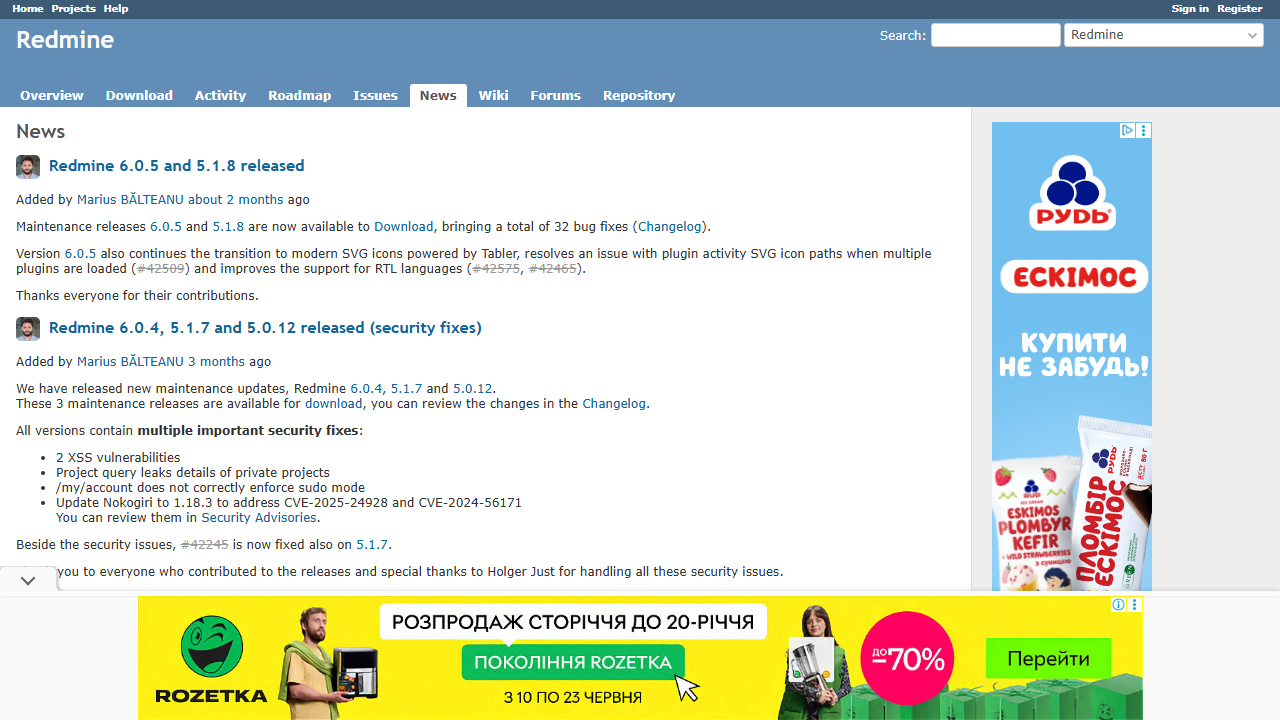 Home Projects Help Sign in Register
Redmine
Search: Redmine
Overview Download Activity Roadmap Issues News Wiki Forums Repository
News
Redmine 6.0.5 and 5.1.8 released
Added by Marius BĂLTEANU about 2 months ago
Maintenance releases 6.0.5 and 5.1.8 are now available to Download, bringing a total of 32 bug fixes (Changelog).
Version 6.0.5 also continues the transition to modern SVG icons powered by Tabler, resolves an issue with plugin activity SVG icon paths when multiple
plugins are loaded (#42509) and improves the support for RTL languages (#42575, #42465).
Thanks everyone for their contributions.
Redmine 6.0.4, 5.1.7 and 5.0.12 released (security fixes)
Added by Marius BĂLTEANU 3 months ago
We have released new maintenance updates, Redmine 6.0.4, 5.1.7 and 5.0.12.
These 3 maintenance releases are available for download, you can review the changes in the Changelog.
All versions contain multiple important security fixes:
• 2 XSS vulnerabilities
• Project query leaks details of private projects
• /my/account does not correctly enforce sudo mode
• Update Nokogiri to 1.18.3 to address CVE-2025-24928 and CVE-2024-56171
You can review them in Security Advisories.
Beside the security issues, #42245 is now fixed also on 5.1.7.
you to everyone who contributed to the releases and special thanks to Holger Just for handling all these security issues.
РУДЬ
ЕСКІМОС
КУПИТИ
НЕ ЗАБУДЬ!
RUD
ESKIMOS
PLOMBYR
KEFIR
WILD STRAWBERRIES
З СУНИЦЕЮ
РУДЬ
ПЛОМБІР
ЕСКІМОС
ROZETKA
РОЗПРОДАЖ СТОРІЧЧЯ ДО 20-РІЧЧЯ
ПОКОЛІННЯ ROZETKA
З 10 ПО 23 ЧЕРВНЯ
ДО -70%
Перейти